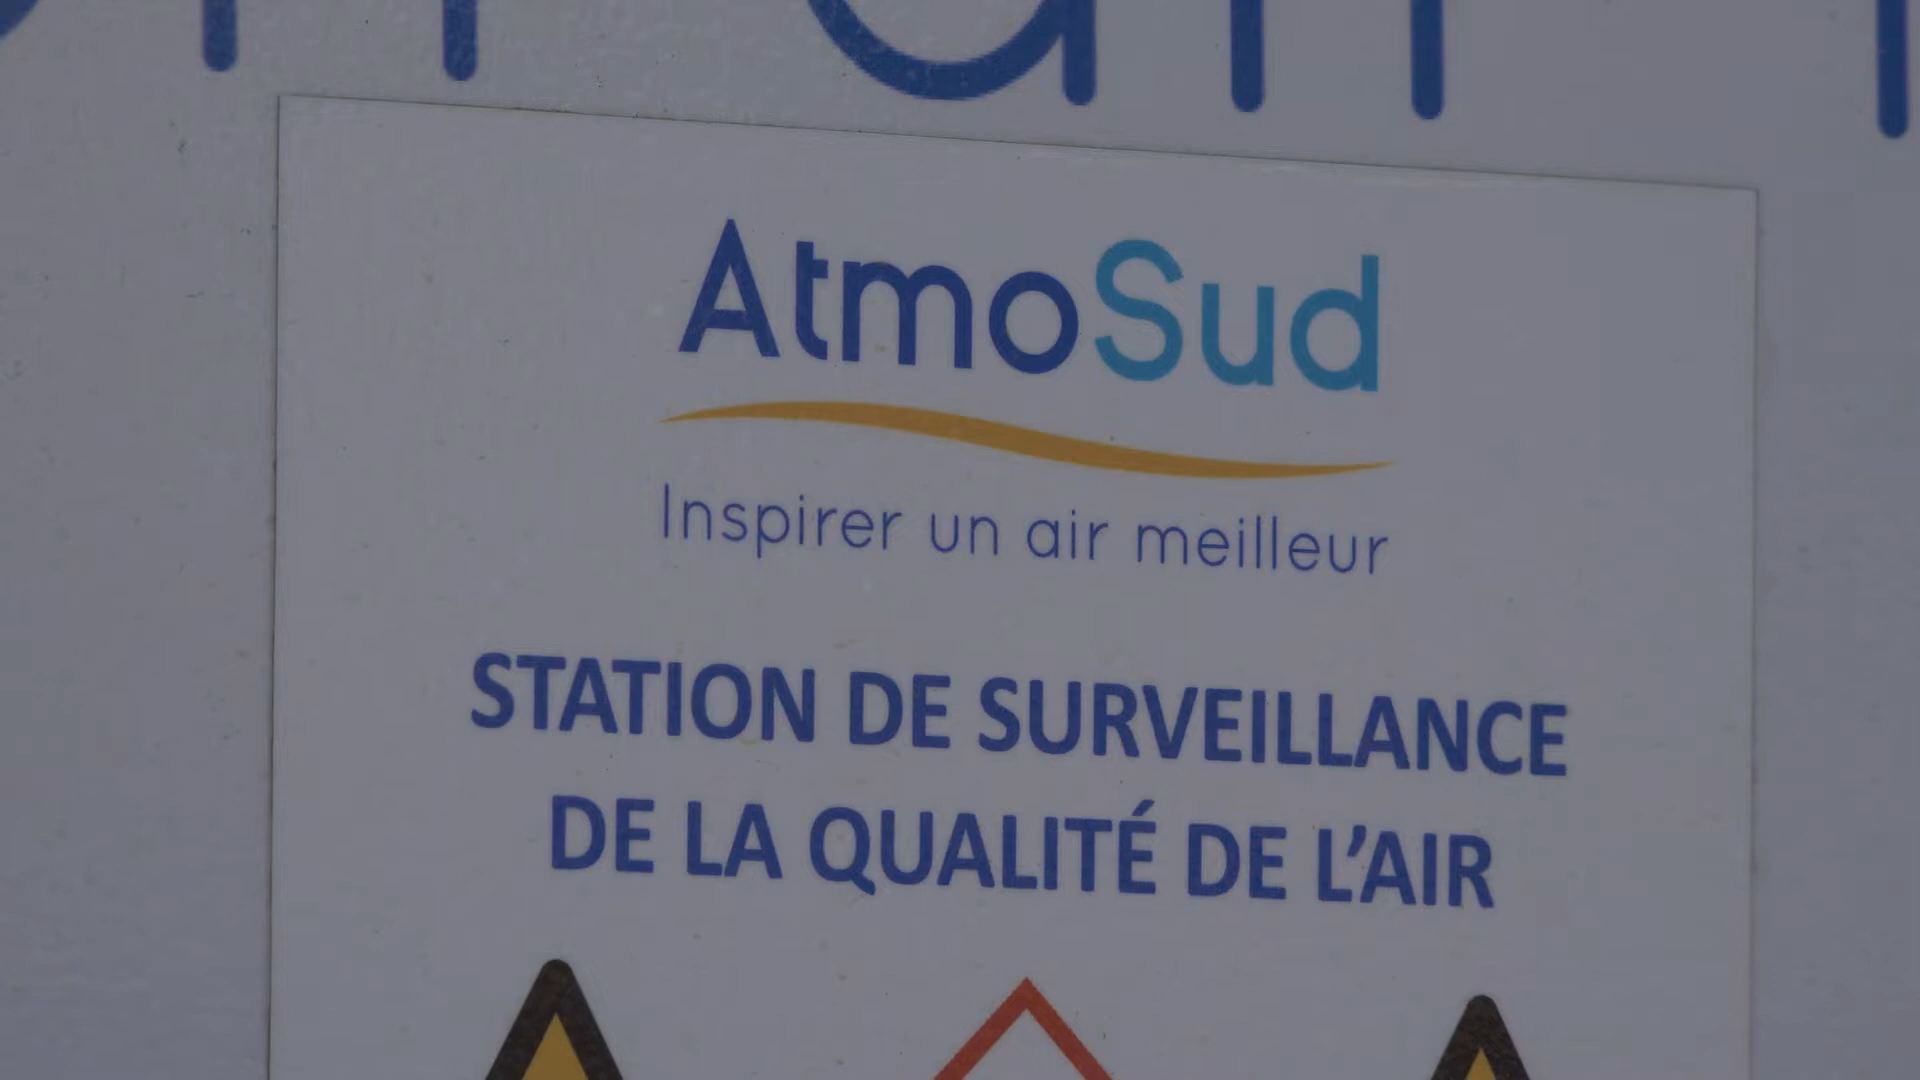 AtmoSud
Inspirer un air meilleur
STATION DE SURVEILLANCE
DE LA QUALITÉ DE L'AIR